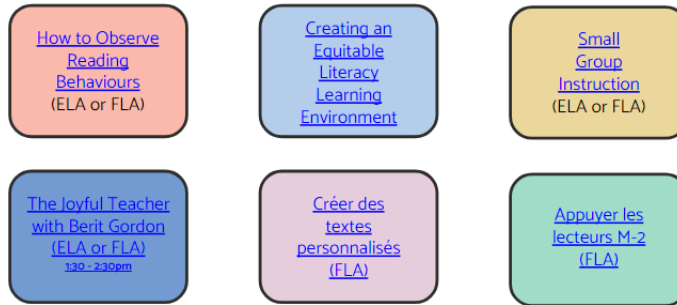 How to Observe
Reading
Behaviours
(ELA or FLA)
Creating an
Equitable
Literacy
Learning
Environment
Small
Group
Instruction
(ELA or FLA)
The Joyful Teacher
with Berit Gordon
(ELA or FLA)
1:30 - 2:30pm
Créer des
textes
personnalisés
(FLA)
Appuyer les
lecteurs M-2
(FLA)